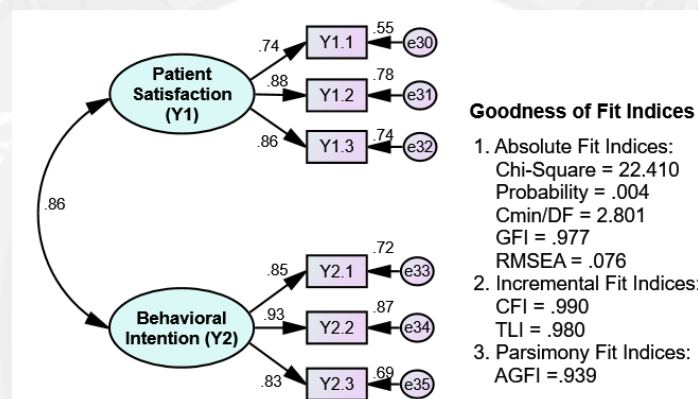 .74
.55
Y1.1
e30
Patient
Satisfaction
(Y1)
.88
.78
Y1.2
e31
.86
.74
Y1.3
e32
.86
.85
.72
Y2.1
e33
Behavioral
Intention (Y2)
.93
.87
Y2.2
e34
.83
.69
Y2.3
e35
Goodness of Fit Indices
1. Absolute Fit Indices:
Chi-Square = 22.410
Probability = .004
Cmin/DF = 2.801
GFI = .977
RMSEA = .076
2. Incremental Fit Indices:
CFI = .990
TLI = .980
3. Parsimony Fit Indices:
AGFI =.939